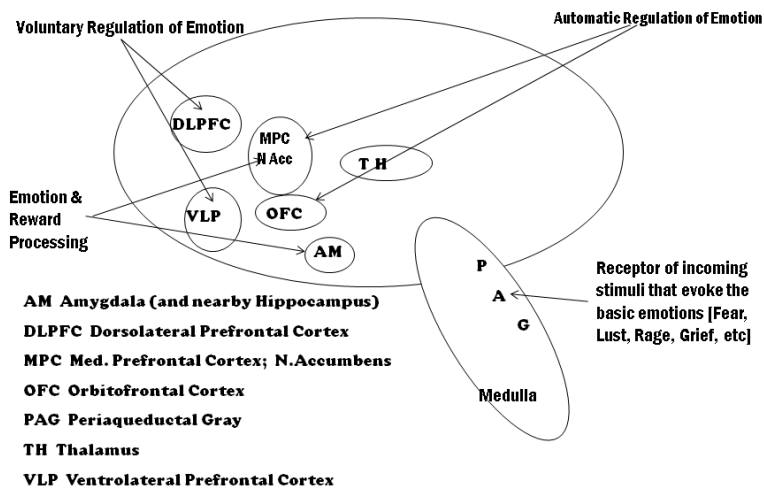 Voluntary Regulation of Emotion
Automatic Regulation of Emotion
DLPFC
MPC
N Acc
T H
Emotion &
Reward
Processing
VLP
OFC
AM
P
A
G
Receptor of incoming
stimuli that evoke the
basic emotions [Fear,
Lust, Rage, Grief, etc]
Medulla
AM Amygdala (and nearby Hippocampus)
DLPFC Dorsolateral Prefrontal Cortex
MPC Med. Prefrontal Cortex; N.Accumbens
OFC Orbitofrontal Cortex
PAG Periaqueductal Gray
TH Thalamus
VLP Ventrolateral Prefrontal Cortex